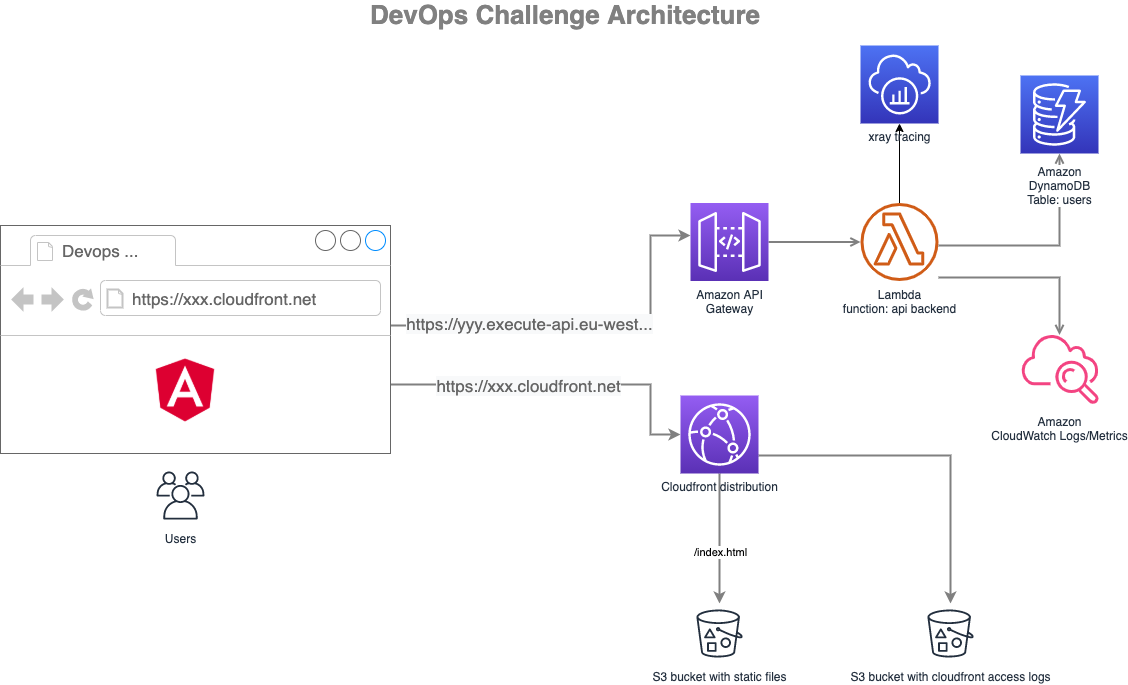 DevOps Challenge Architecture
xray tracing
Amazon
DynamoDB
Table: users
Devops ...
https://xxx.cloudfront.net
Amazon API
Gateway
Lambda
function: api backend
https://yyy.execute-api.eu-west...
https://xxx.cloudfront.net
A
Amazon
CloudWatch Logs/Metrics
Cloudfront distribution
Users
/index.html
S3 bucket with static files
S3 bucket with cloudfront access logs